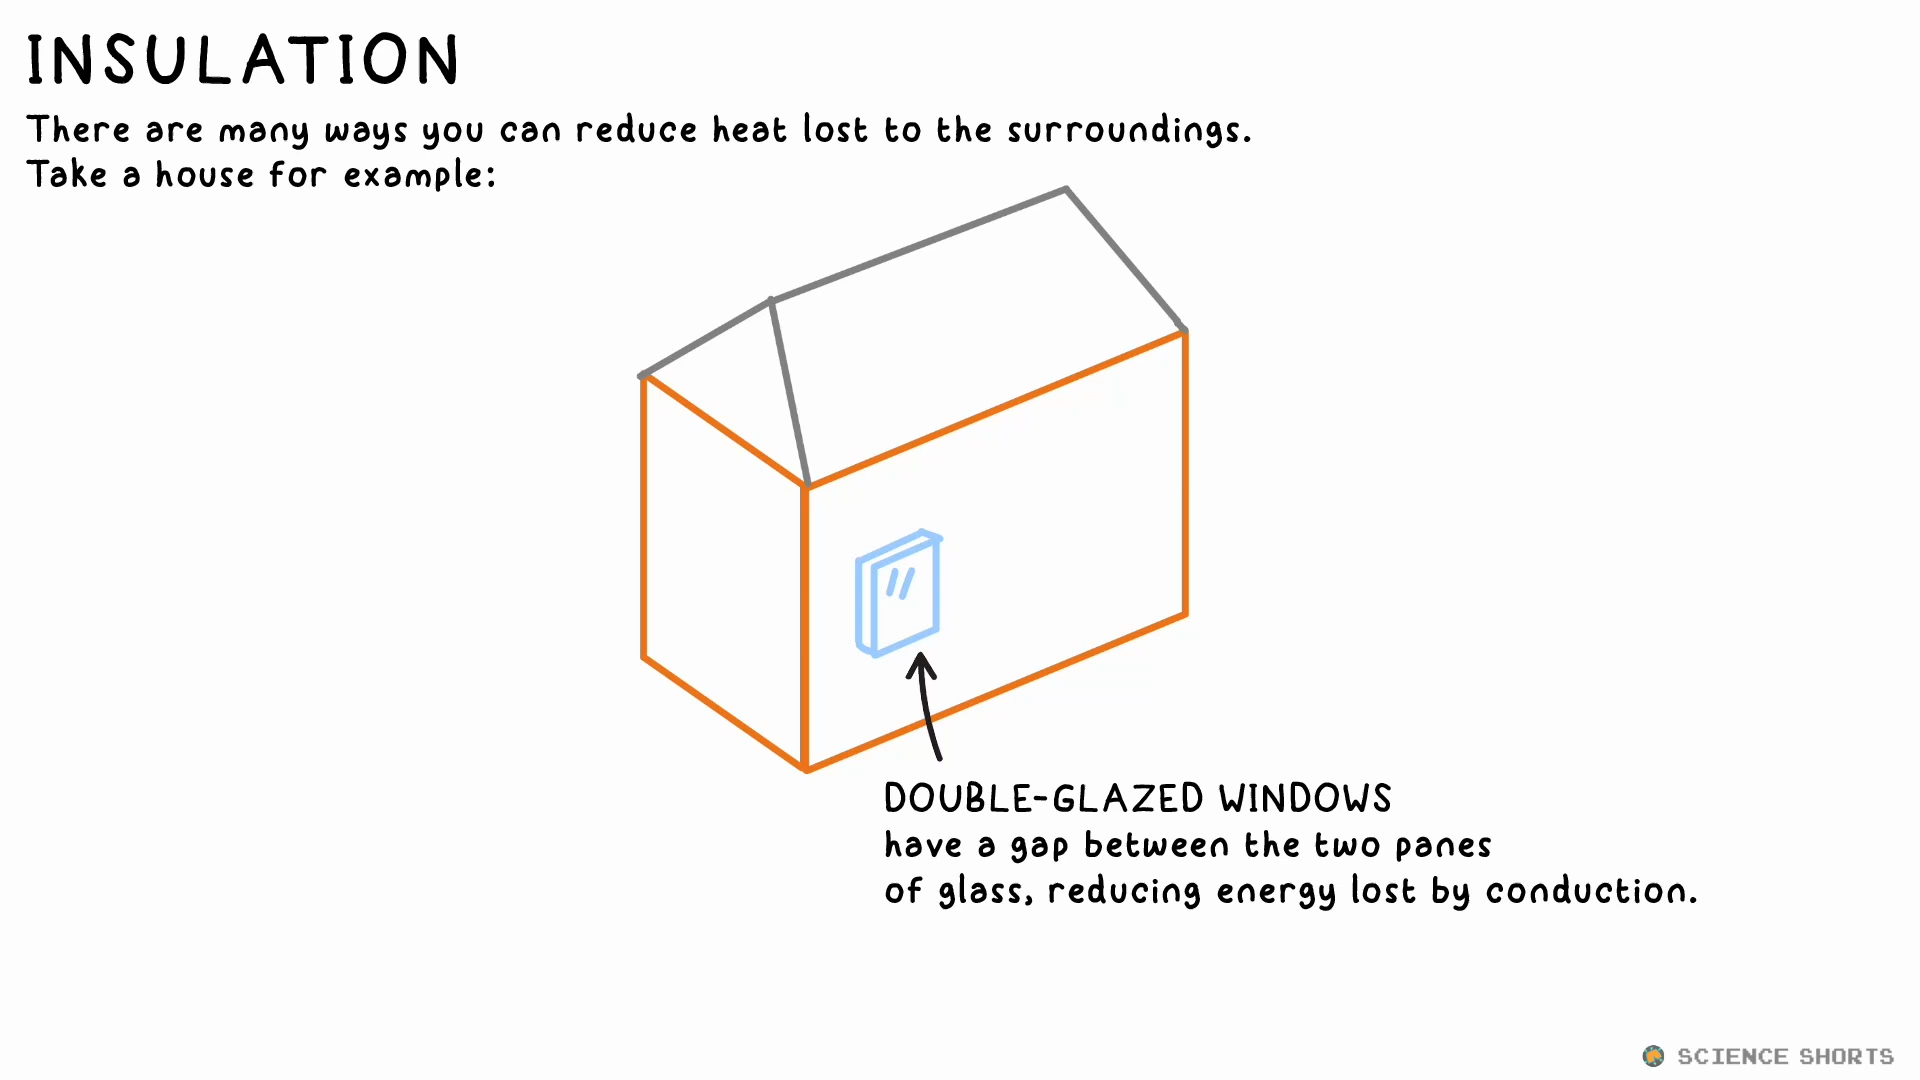 INSULATION
There are many ways you can reduce heat lost to the surroundings.
Take a house for example:
DOUBLE-GLAZED WINDOWS
have a gap between the two panes
of glass, reducing energy lost by conduction.
SCIENCE SHORTS